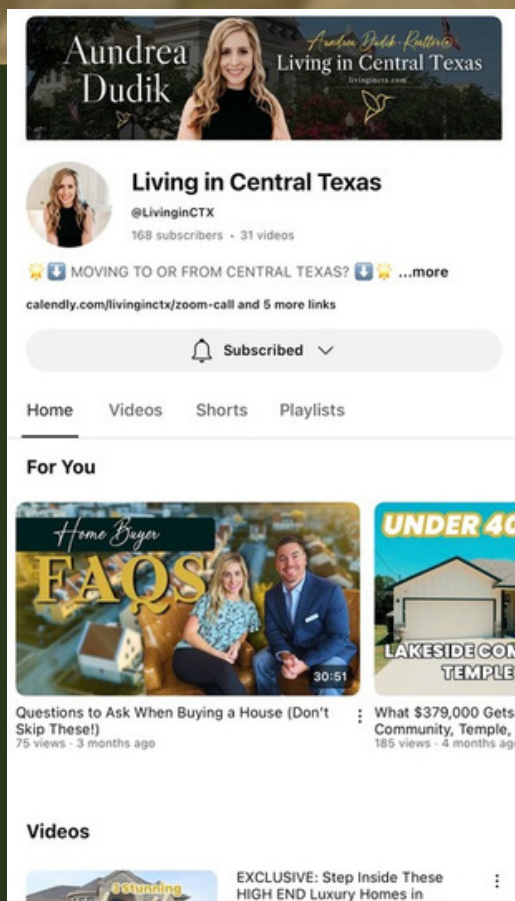 Aundrea
Dudik
Aundrea Dudik - Realtor®
Living in Central Texas
livinginctx.com
Living in Central Texas
@LivinginCTX
168 subscribers • 31 videos
MOVING TO OR FROM CENTRAL TEXAS? ...more
calendly.com/livinginctx/zoom-call and 5 more links
Subscribed
Home Videos Shorts Playlists
For You
Home Buyer
FAQS
30:51
UNDER 40
LAKESIDE COM
TEMPLE
Questions to Ask When Buying a House (Don't
Skip These!)
75 views · 3 months ago
What $379,000 Gets
Community, Temple,
185 views · 4 months ago
Videos
3 Stunning
EXCLUSIVE: Step Inside These
HIGH END Luxury Homes in